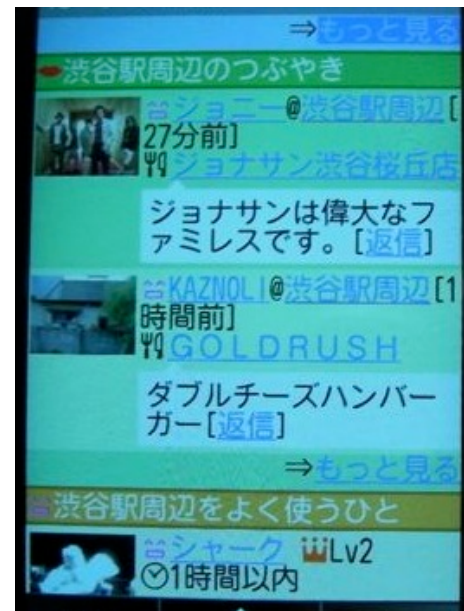 ⇒もっと見る
渋谷駅周辺のつぶやき
ジョニー@渋谷駅周辺[
27分前]
ジョナサン渋谷桜丘店
ジョナサンは偉大なフ
ァミレスです。[返信]
KAZNOLI@渋谷駅周辺[1
時間前]
GOLDRUSH
ダブルチーズハンバー
ガー[返信]
⇒もっと見る
渋谷駅周辺をよく使うひと
シャーク Lv2
1時間以内